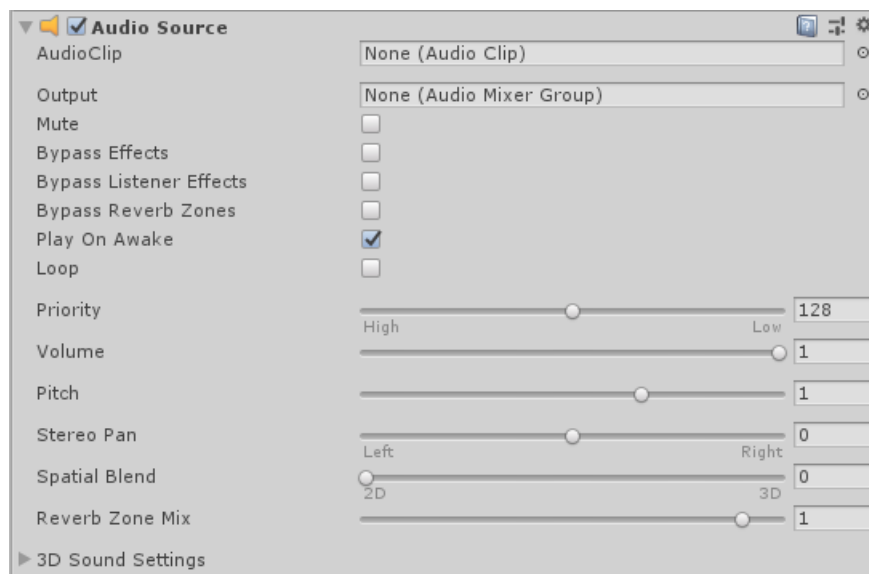 Audio Source
AudioClip None (Audio Clip)
Output None (Audio Mixer Group)
Mute
Bypass Effects
Bypass Listener Effects
Bypass Reverb Zones
Play On Awake
Loop
Priority 128
High Low
Volume 1
Pitch 1
Stereo Pan 0
Left Right
Spatial Blend 0
2D 3D
Reverb Zone Mix 1
3D Sound Settings